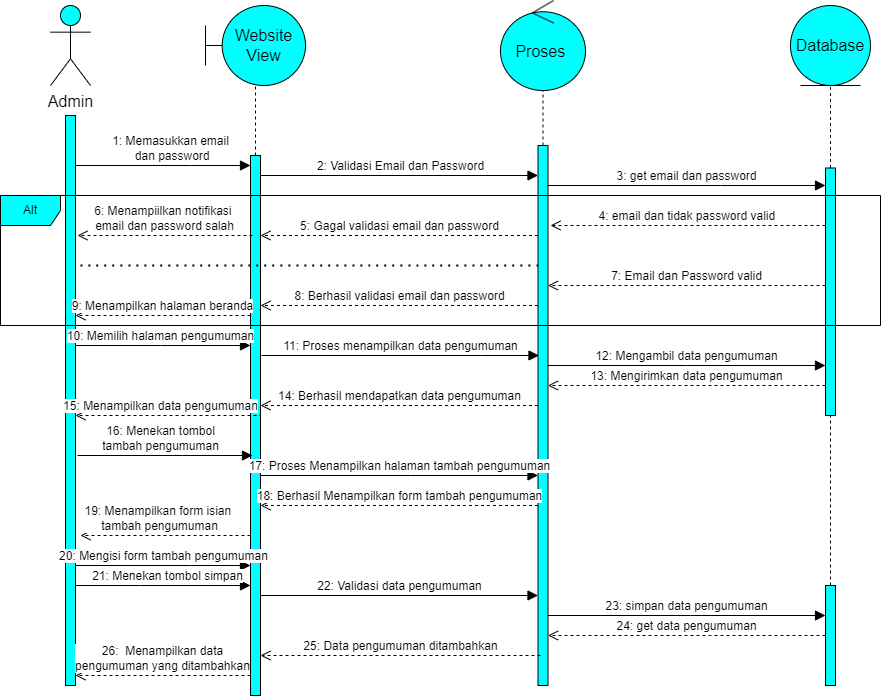 Website
View
Proses
Database
Admin
1: Memasukkan email
dan password
2: Validasi Email dan Password
3: get email dan password
Alt
4: email dan tidak password valid
5: Gagal validasi email dan password
6: Menampiilkan notifikasi
email dan password salah
7: Email dan Password valid
8: Berhasil validasi email dan password
9: Menampilkan halaman beranda
10: Memilih halaman pengumuman
11: Proses menampilkan data pengumuman
12: Mengambil data pengumuman
13: Mengirimkan data pengumuman
14: Berhasil mendapatkan data pengumuman
15: Menampilkan data pengumuman
16: Menekan tombol
tambah pengumuman
17: Proses Menampilkan halaman tambah pengumuman
18: Berhasil Menampilkan form tambah pengumuman
19: Menampilkan form isian
tambah pengumuman
20: Mengisi form tambah pengumuman
21: Menekan tombol simpan
22: Validasi data pengumuman
23: simpan data pengumuman
24: get data pengumuman
25: Data pengumuman ditambahkan
26: Menampilkan data
pengumuman yang ditambahkan